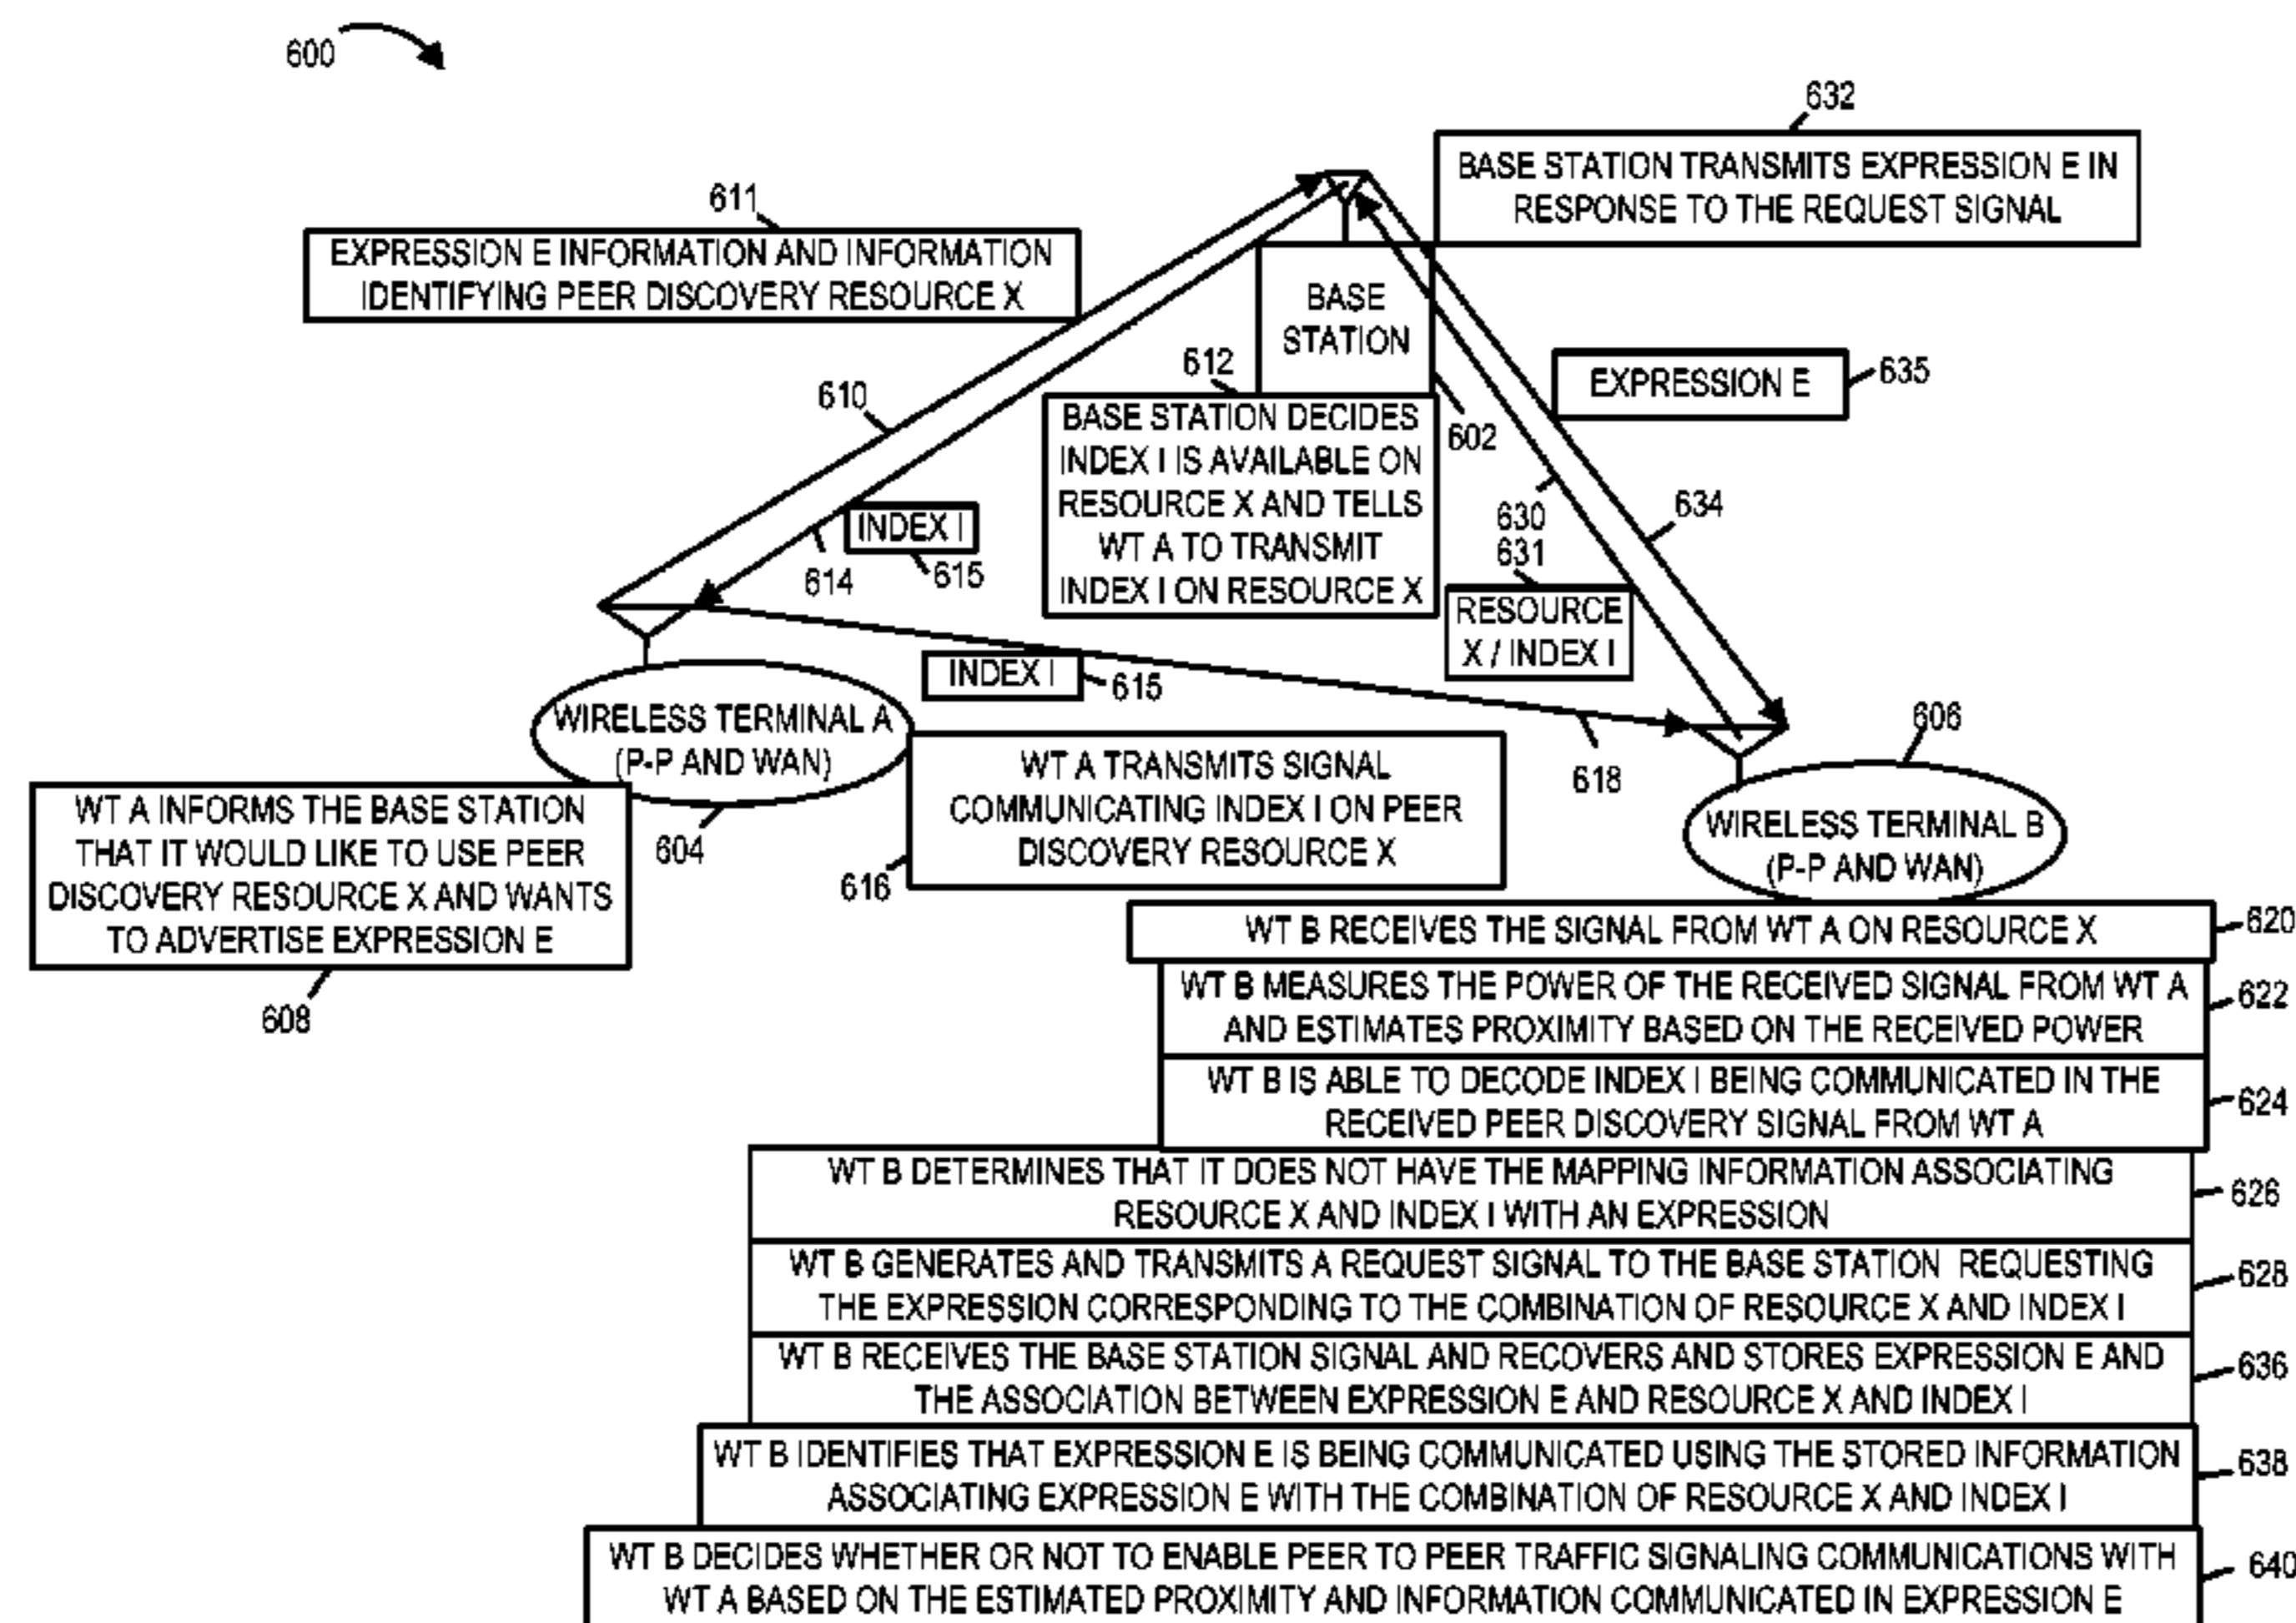 600
632
BASE STATION TRANSMITS EXPRESSION E IN
RESPONSE TO THE REQUEST SIGNAL
611
EXPRESSION E INFORMATION AND INFORMATION
IDENTIFYING PEER DISCOVERY RESOURCE X
BASE
STATION
612
602
EXPRESSION E
635
610
BASE STATION DECIDES
INDEX I IS AVAILABLE ON
RESOURCE X AND TELLS
WT A TO TRANSMIT
INDEX I ON RESOURCE X
INDEX I
615
614
630
631
634
RESOURCE
X / INDEX I
INDEX I
615
618
WIRELESS TERMINAL A
(P-P AND WAN)
604
606
WIRELESS TERMINAL B
(P-P AND WAN)
WT A INFORMS THE BASE STATION
THAT IT WOULD LIKE TO USE PEER
DISCOVERY RESOURCE X AND WANTS
TO ADVERTISE EXPRESSION E
608
WT A TRANSMITS SIGNAL
COMMUNICATING INDEX I ON PEER
DISCOVERY RESOURCE X
616
WT B RECEIVES THE SIGNAL FROM WT A ON RESOURCE X
620
WT B MEASURES THE POWER OF THE RECEIVED SIGNAL FROM WT A
AND ESTIMATES PROXIMITY BASED ON THE RECEIVED POWER
622
WT B IS ABLE TO DECODE INDEX I BEING COMMUNICATED IN THE
RECEIVED PEER DISCOVERY SIGNAL FROM WT A
624
WT B DETERMINES THAT IT DOES NOT HAVE THE MAPPING INFORMATION ASSOCIATING
RESOURCE X AND INDEX I WITH AN EXPRESSION
626
WT B GENERATES AND TRANSMITS A REQUEST SIGNAL TO THE BASE STATION REQUESTING
THE EXPRESSION CORRESPONDING TO THE COMBINATION OF RESOURCE X AND INDEX I
628
WT B RECEIVES THE BASE STATION SIGNAL AND RECOVERS AND STORES EXPRESSION E AND
THE ASSOCIATION BETWEEN EXPRESSION E AND RESOURCE X AND INDEX I
636
WT B IDENTIFIES THAT EXPRESSION E IS BEING COMMUNICATED USING THE STORED INFORMATION
ASSOCIATING EXPRESSION E WITH THE COMBINATION OF RESOURCE X AND INDEX I
638
WT B DECIDES WHETHER OR NOT TO ENABLE PEER TO PEER TRAFFIC SIGNALING COMMUNICATIONS WITH
WT A BASED ON THE ESTIMATED PROXIMITY AND INFORMATION COMMUNICATED IN EXPRESSION E
640